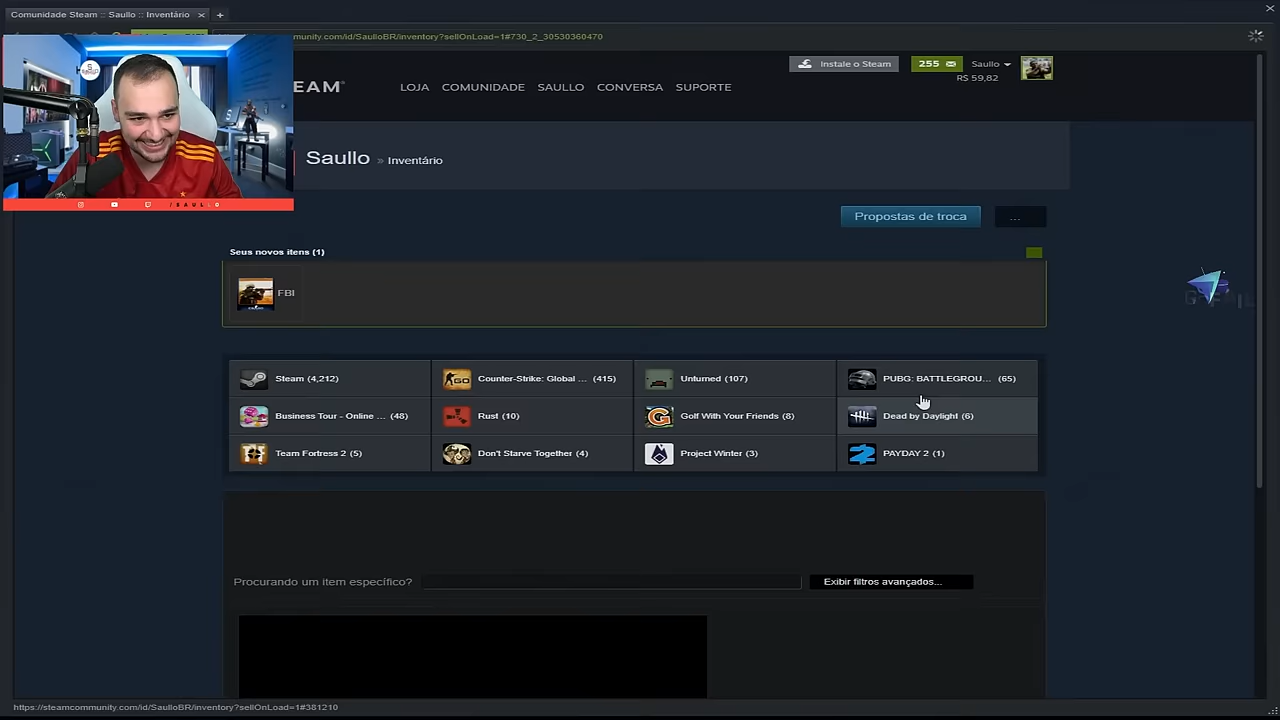 Comunidade Steam :: Saullo :: Inventário × +
munity.com/id/SaulloBR/inventory?sellOnLoad=1#730_2_30530360470
Instale o Steam 255 Saullo
R$ 59,82
EAM LOJA COMUNIDADE SAULLO CONVERSA SUPORTE
Saullo » Inventário
/SAULLO
Propostas de troca ...
Seus novos itens (1)
FBI
Steam (4,212) Counter-Strike: Global ... (415) Unturned (107) PUBG: BATTLEGROU... (65)
Business Tour - Online ... (48) Rust (10) Golf With Your Friends (8) Dead by Daylight (6)
Team Fortress 2 (5) Don't Starve Together (4) Project Winter (3) PAYDAY 2 (1)
Procurando um item específico? Exibir filtros avançados...
https://steamcommunity.com/id/SaulloBR/inventory?sellOnLoad=1#381210